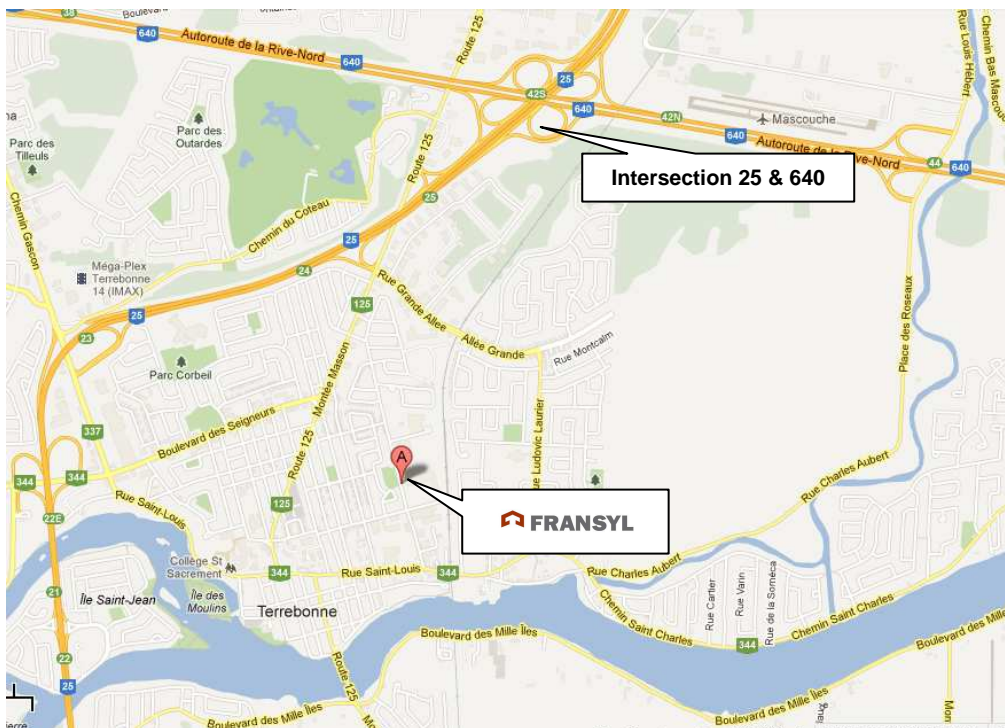 Boulevard
38
640
Autoroute de la Rive-Nord
640
640
Route 125
25
42S
640
42N
Mascouche
640
Autoroute de la Rive-Nord
44
640
Rue Louis Hébert
Chemin Bas Mascouche
Intersection 25 & 640
Parc des
Outardes
Parc des
Tilleuls
Chemin Gascon
Chemin du Coteau
Route 125
25
25
24
Méga-Plex
Terrebonne
14 (IMAX)
25
23
125
Rue Grande Allee
Allée Grande
Rue Montcalm
Place des Roseaux
Parc Corbeil
Montée Masson
Route 125
Boulevard des Seigneurs
337
344
344
22E
Rue Ludovic Laurier
A
FRANSYL
125
Rue Saint-Louis
Rue Charles Aubert
Collège St
Sacrement
344
Rue Saint-Louis
344
Rue Charles Aubert
Île Saint-Jean
Île des
Moulins
Terrebonne
21
22
25
Route 125
Boulevard des Mille Îles
Chemin Saint Charles
Rue Cartier
Rue Varin
Rue de la Soméca
344
Chemin Saint Charles
Boulevard des Mille Îles
Boulevard des Mille Îles
Boulevard des Mille Îles
Mon